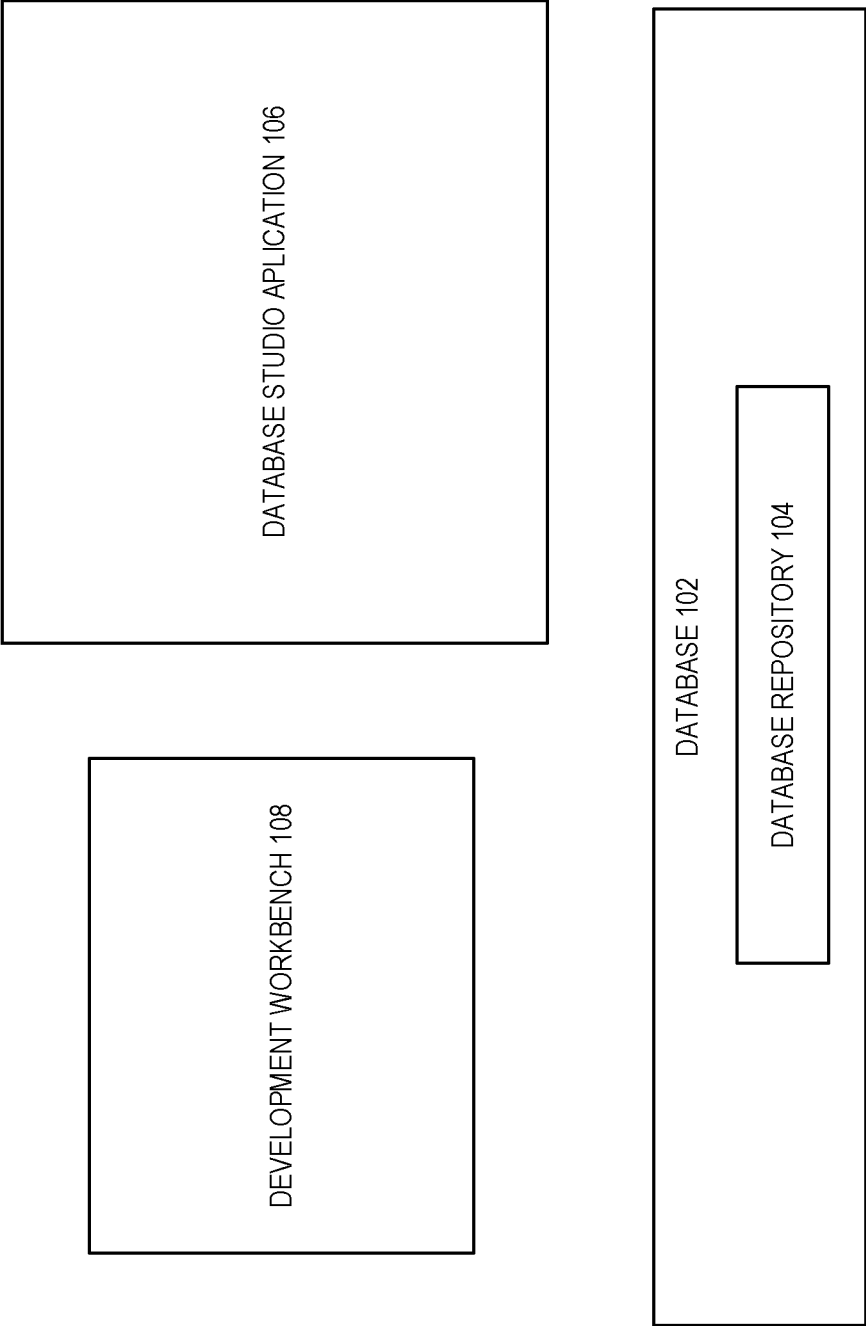 DEVELOPMENT WORKBENCH 108
DATABASE STUDIO APLICATION 106
DATABASE 102
DATABASE REPOSITORY 104